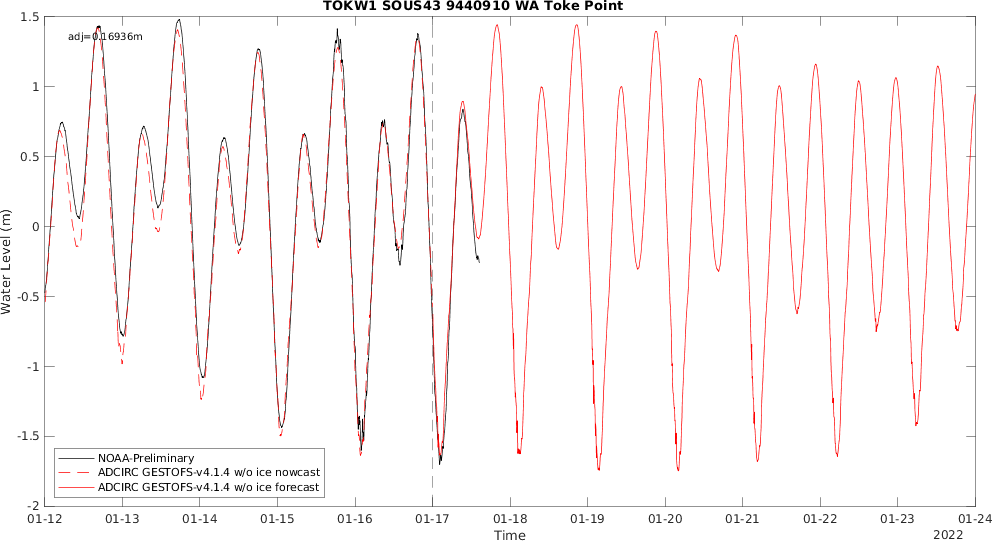 TOKW1 SOUS43 9440910 WA Toke Point
adj=0.16936m
Water Level (m)
1.5
1
0.5
0
-0.5
-1
-1.5
-2
NOAA-Preliminary
ADCIRC GESTOFS-v4.1.4 w/o ice nowcast
ADCIRC GESTOFS-v4.1.4 w/o ice forecast
01-12 01-13 01-14 01-15 01-16 01-17 01-18 01-19 01-20 01-21 01-22 01-23 01-24
Time
2022